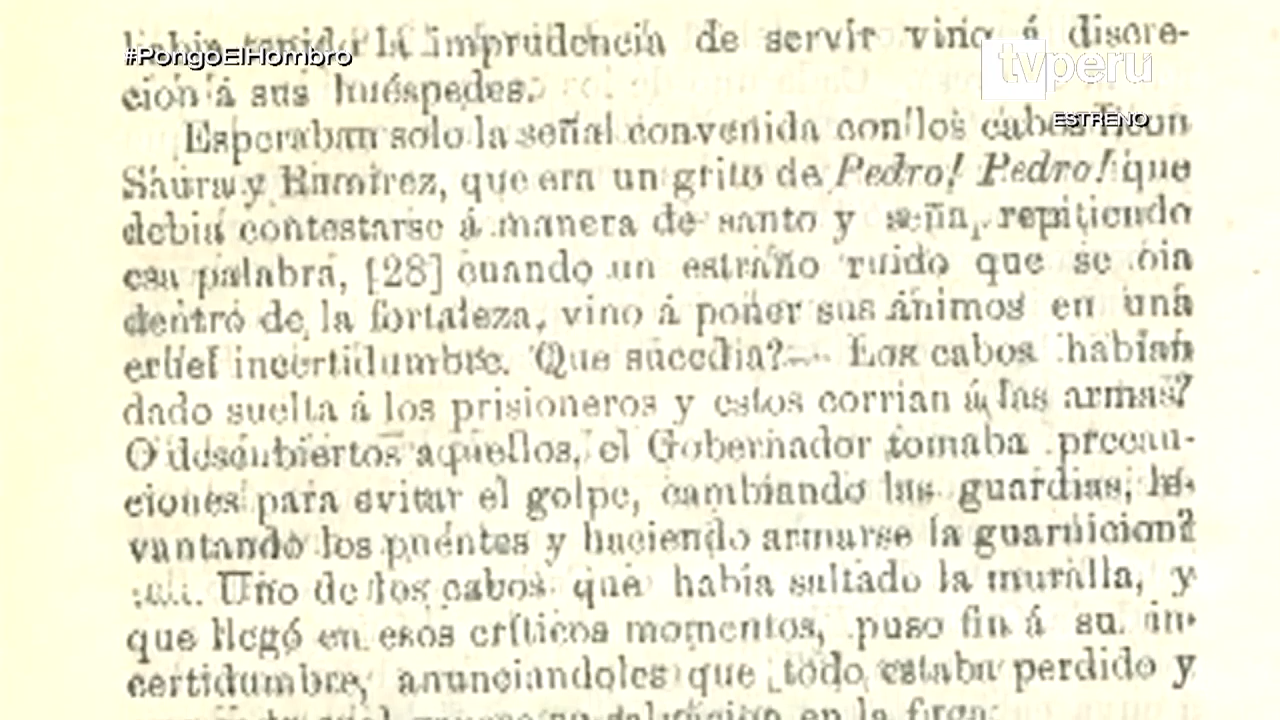 habia tenido la imprudencia de servir vino á discre-
#PongoElHombro
tvperu
ESTRENO
cion á sus huéspedes.
Esperaban solo la señal convenida con los cabos
Saura y Ramirez, que era un grito de Pedro! Pedro! que
debia contestarse á manera de santo y seña, repitiendo
esa palabra, [28] cuando un estraño ruido que se oia
dentro de la fortaleza, vino á poner sus ánimos en una
cruel incertidumbre. Que sucedia?— Los cabos habian
dado suelta á los prisioneros y estos corrian á las armas?
O descubiertos aquellos, el Gobernador tomaba precau-
ciones para evitar el golpe, cambiando las guardias, le-
vantando los puentes y haciendo armarse la guarnicion?
.... Uno de los cabos que habia saltado la muralla, y
que llegó en esos críticos momentos, puso fin á su in-
certidumbre, anunciandoles que todo estaba perdido y
en la fuga: